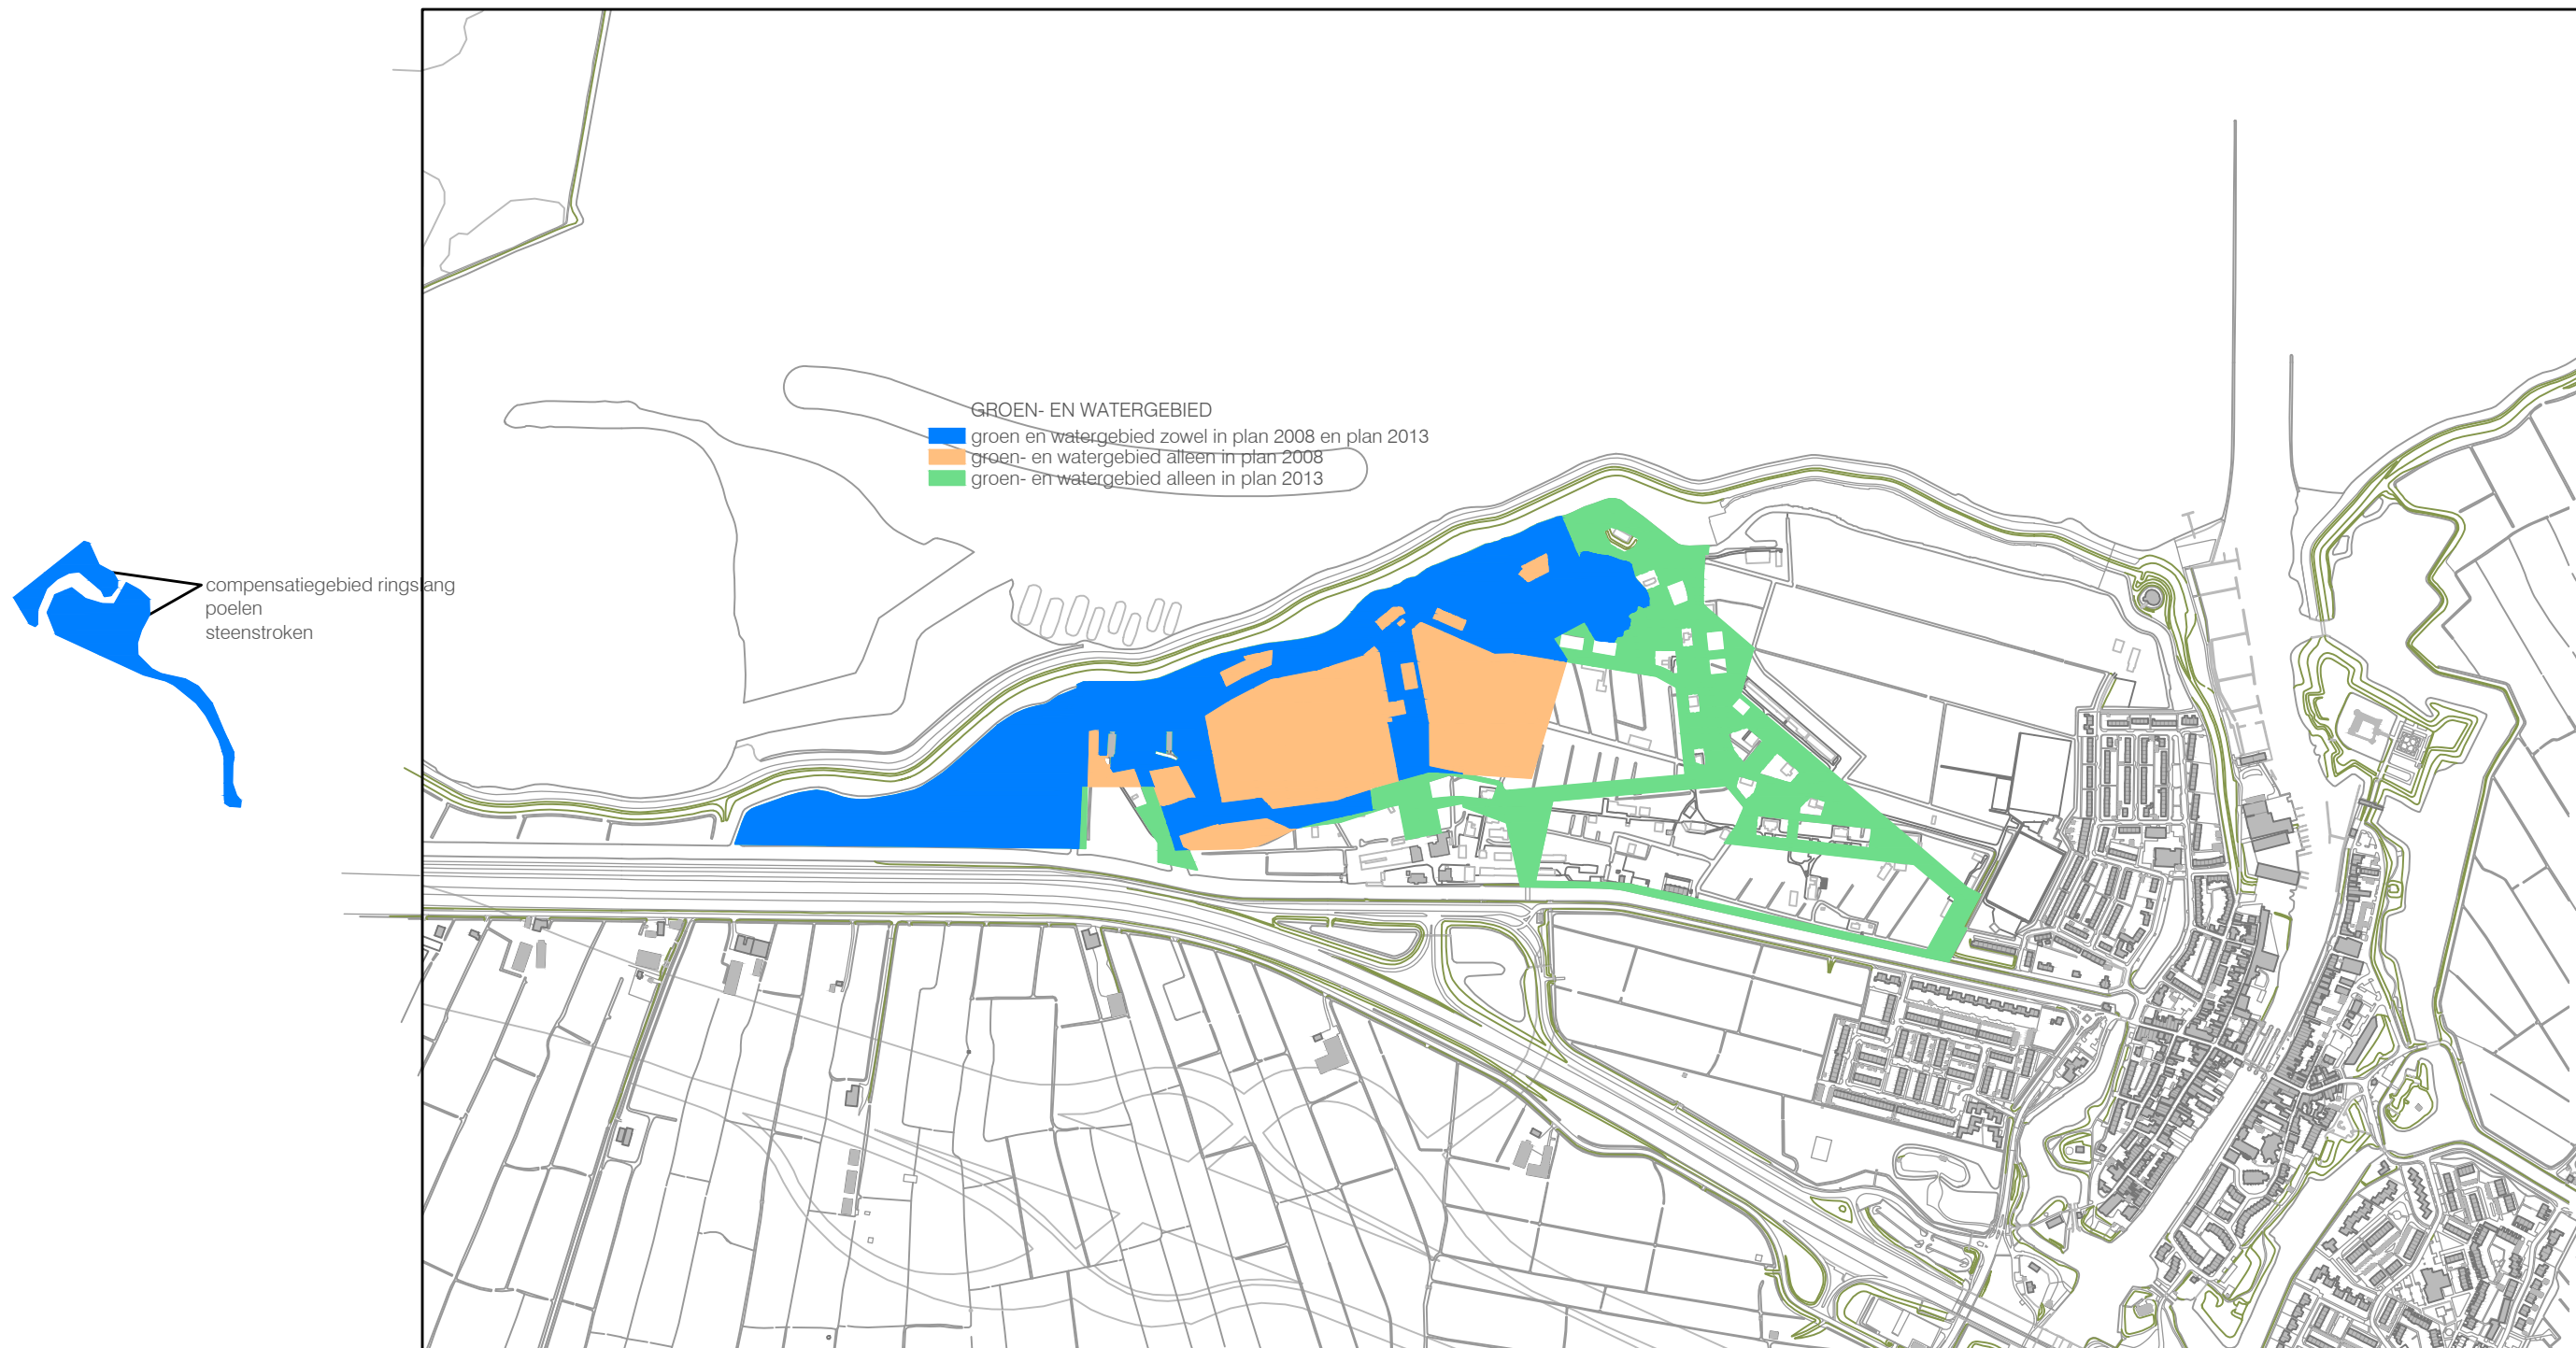 GROEN- EN WATERGEBIED
groen en watergebied zowel in plan 2008 en plan 2013
groen- en watergebied alleen in plan 2008
groen- en watergebied alleen in plan 2013
compensatiegebied ringslang
poelen
steenstroken